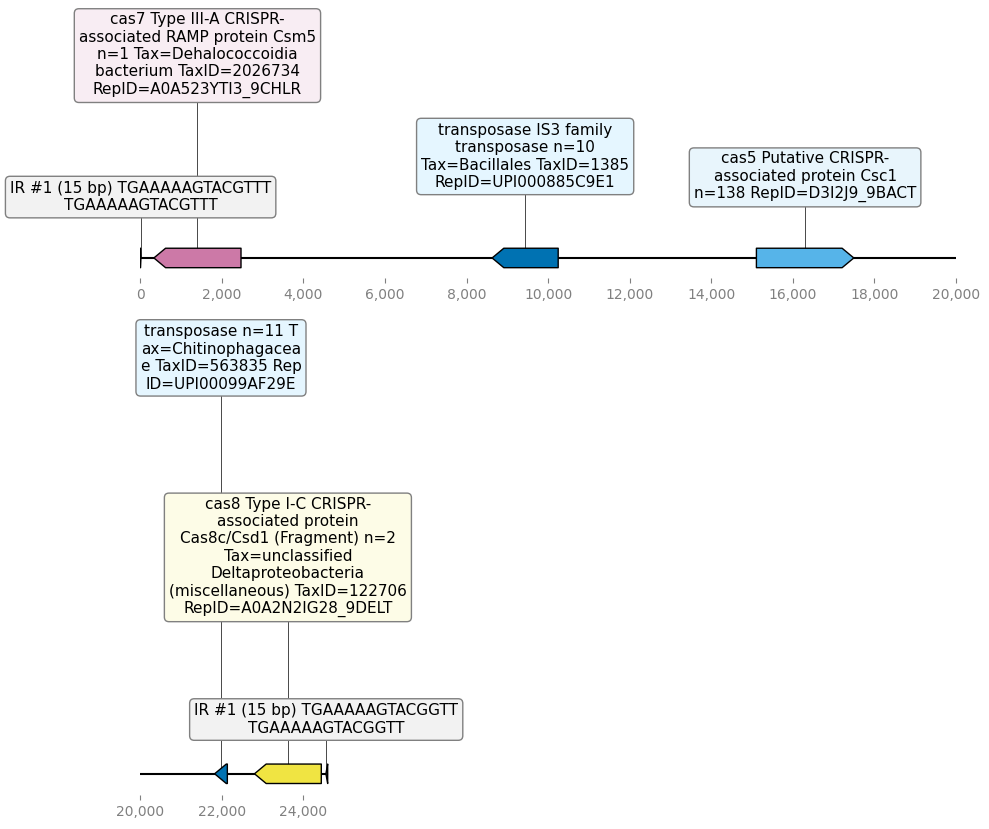 cas7 Type III-A CRISPR-
associated RAMP protein Csm5
n=1 Tax=Dehalococcoidia
bacterium TaxID=2026734
RepID=A0A523YTI3_9CHLR
transposase IS3 family
transposase n=10
Tax=Bacillales TaxID=1385
RepID=UPI000885C9E1
cas5 Putative CRISPR-
associated protein Csc1
n=138 RepID=D3I2J9_9BACT
IR #1 (15 bp) TGAAAAAGTACGTTT
TGAAAAAGTACGTTT
0 2,000 4,000 6,000 8,000 10,000 12,000 14,000 16,000 18,000 20,000
transposase n=11 T
ax=Chitinophagacea
e TaxID=563835 Rep
ID=UPI00099AF29E
cas8 Type I-C CRISPR-
associated protein
Cas8c/Csd1 (Fragment) n=2
Tax=unclassified
Deltaproteobacteria
(miscellaneous) TaxID=122706
RepID=A0A2N2IG28_9DELT
IR #1 (15 bp) TGAAAAAGTACGGTT
TGAAAAAGTACGGTT
20,000 22,000 24,000